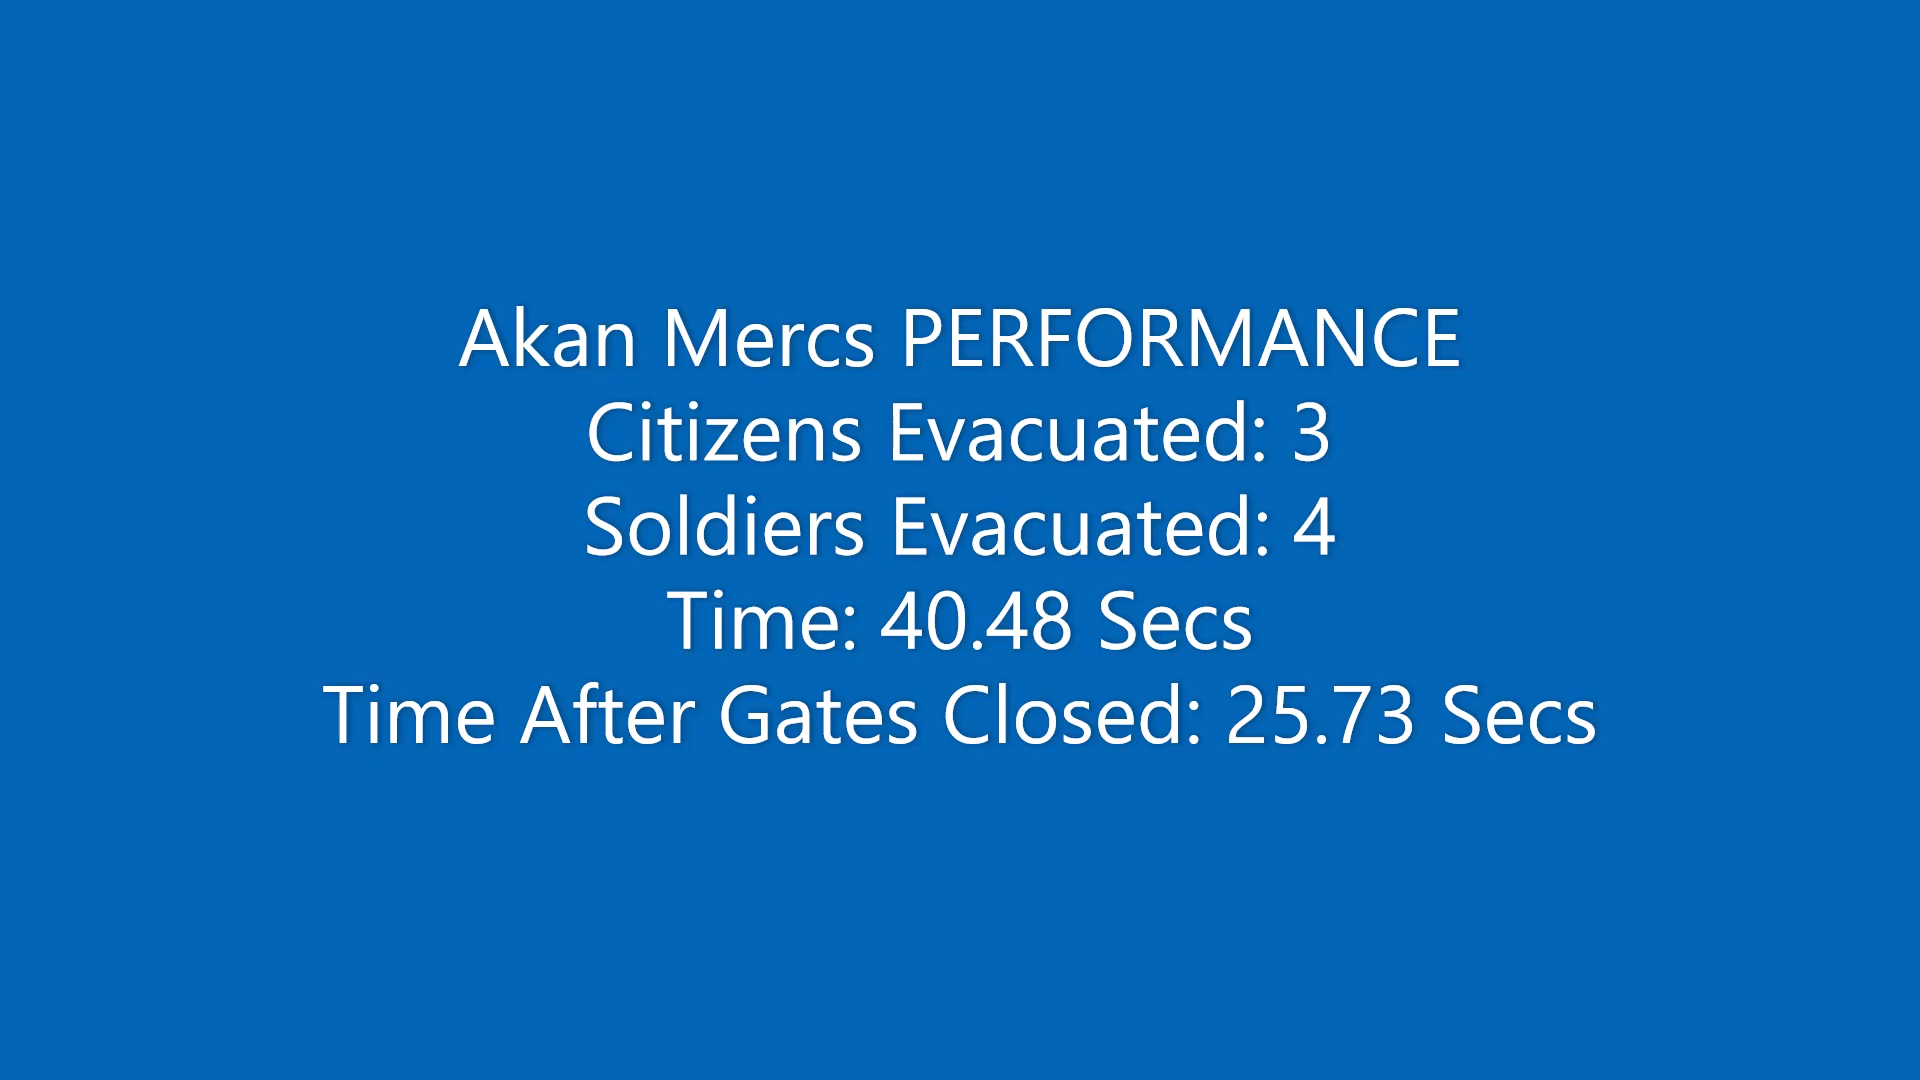 Akan Mercs PERFORMANCE
Citizens Evacuated: 3
Soldiers Evacuated: 4
Time: 40.48 Secs
Time After Gates Closed: 25.73 Secs